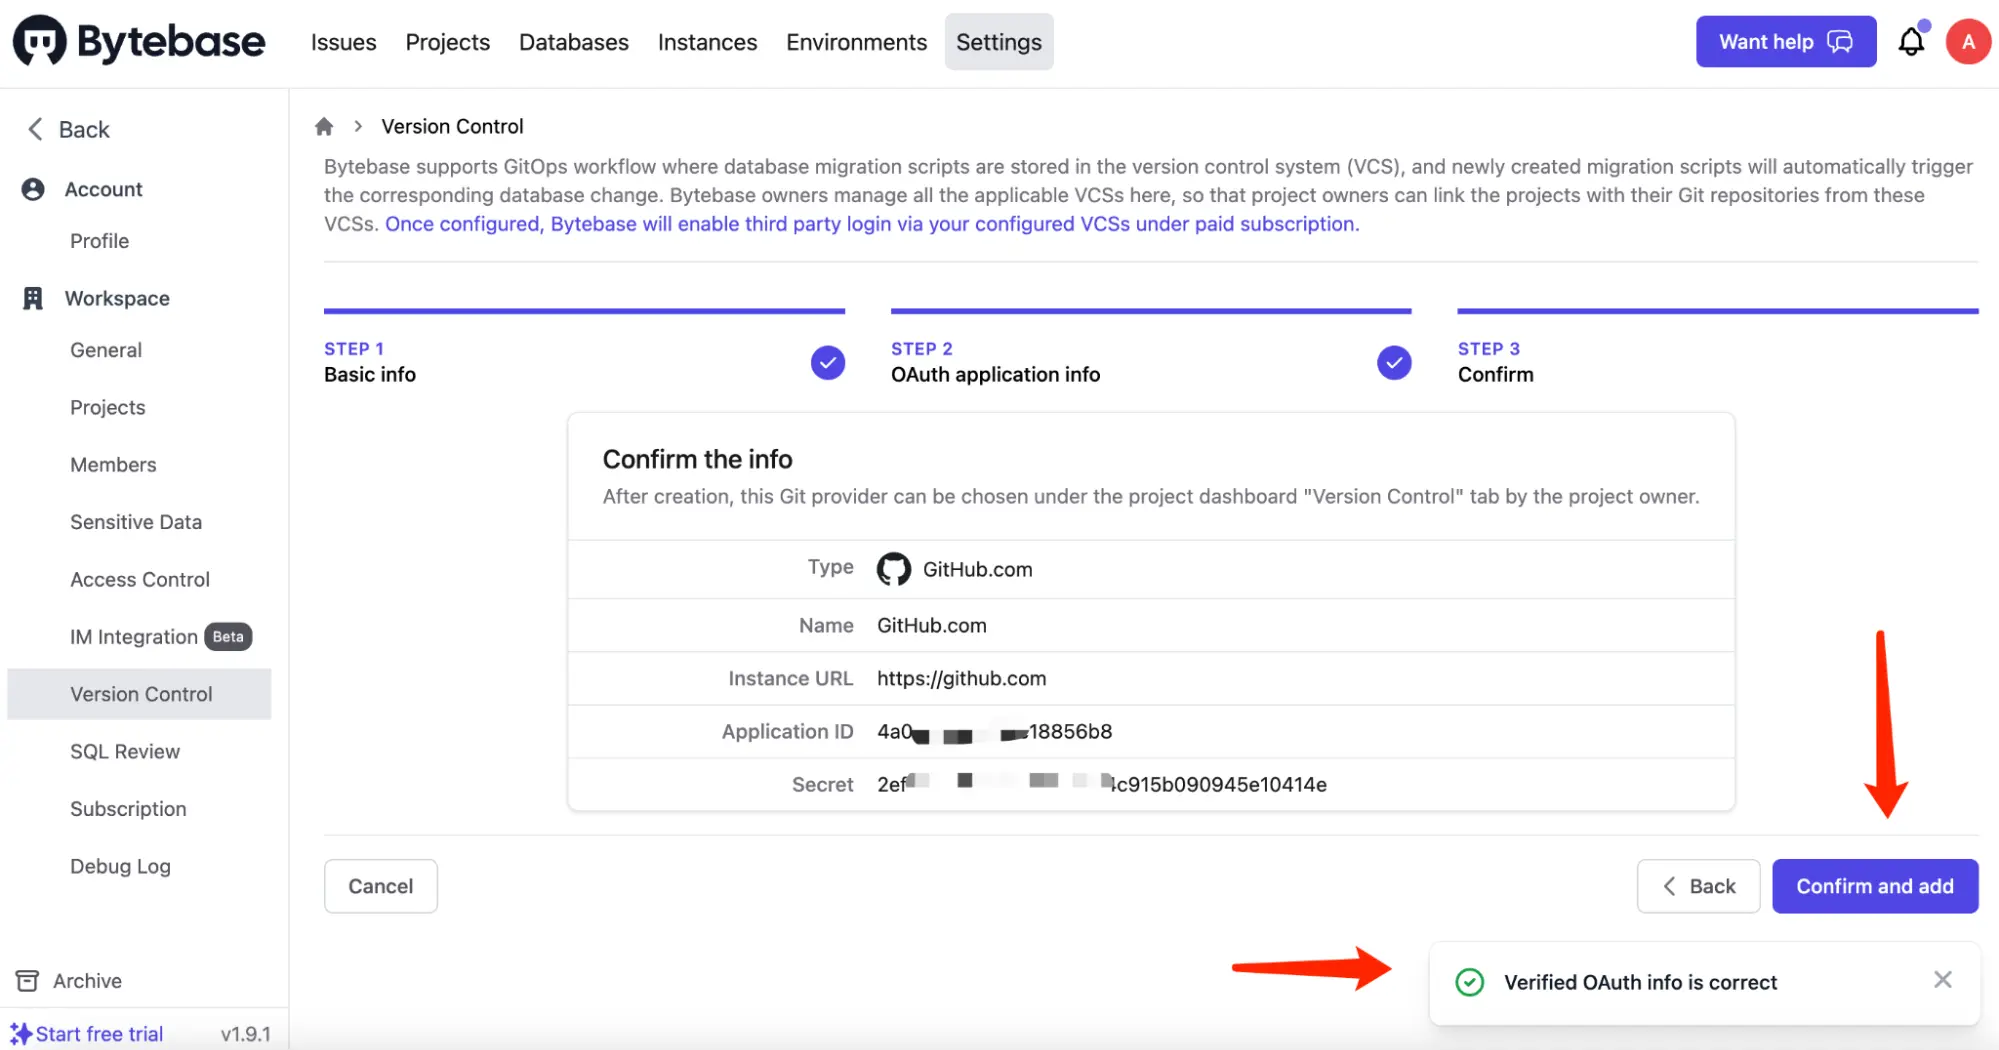 Bytebase
Issues
Projects
Databases
Instances
Environments
Settings
Want help
A
Back
Account
Profile
Workspace
General
Projects
Members
Sensitive Data
Access Control
IM Integration Beta
Version Control
SQL Review
Subscription
Debug Log
Archive
Start free trial
v1.9.1
Version Control
Bytebase supports GitOps workflow where database migration scripts are stored in the version control system (VCS), and newly created migration scripts will automatically trigger
the corresponding database change. Bytebase owners manage all the applicable VCSs here, so that project owners can link the projects with their Git repositories from these
VCSs. Once configured, Bytebase will enable third party login via your configured VCSs under paid subscription.
STEP 1
Basic info
STEP 2
OAuth application info
STEP 3
Confirm
Confirm the info
After creation, this Git provider can be chosen under the project dashboard "Version Control" tab by the project owner.
Type GitHub.com
Name GitHub.com
Instance URL https://github.com
Application ID 4a0 18856b8
Secret 2ef c915b090945e10414e
Cancel
Back
Confirm and add
Verified OAuth info is correct